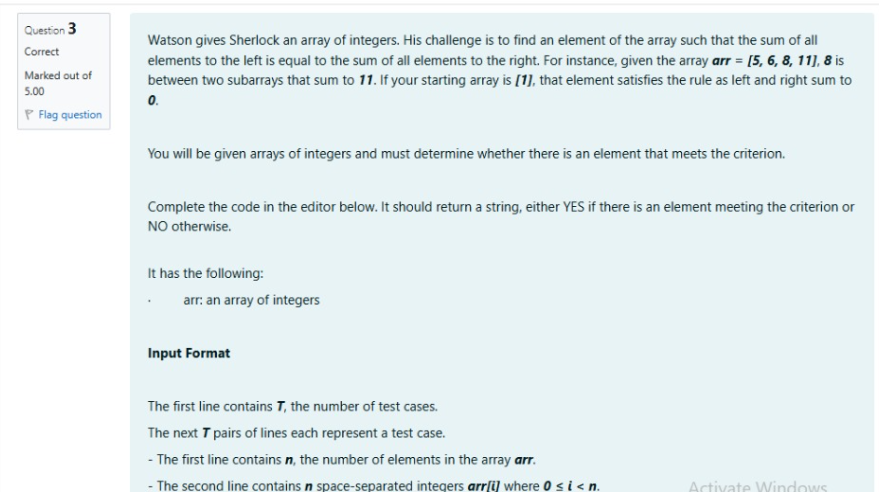 Question 3
Correct
Marked out of
5.00
Flag question
Watson gives Sherlock an array of integers. His challenge is to find an element of the array such that the sum of all
elements to the left is equal to the sum of all elements to the right. For instance, given the array arr = [5, 6, 8, 11], 8 is
between two subarrays that sum to 11. If your starting array is [1], that element satisfies the rule as left and right sum to
0.
You will be given arrays of integers and must determine whether there is an element that meets the criterion.
Complete the code in the editor below. It should return a string, either YES if there is an element meeting the criterion or
NO otherwise.
It has the following:
· arr: an array of integers
Input Format
The first line contains T, the number of test cases.
The next T pairs of lines each represent a test case.
- The first line contains n, the number of elements in the array arr.
- The second line contains n space-separated integers arr[i] where 0 ≤ i < n.
Activate Windows